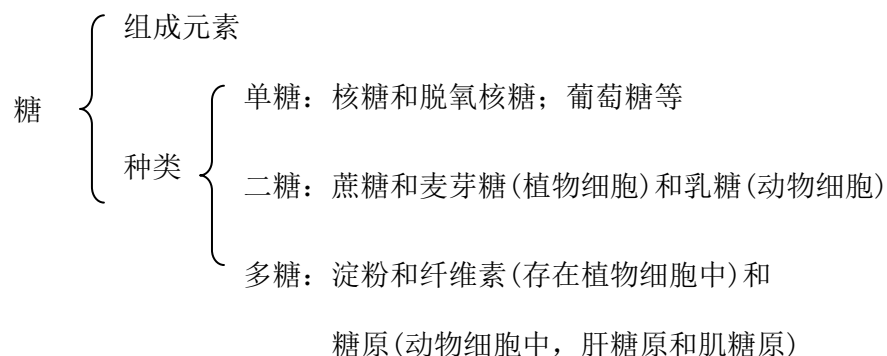 组成元素
单糖：核糖和脱氧核糖；葡萄糖等
糖
种类
二糖：蔗糖和麦芽糖(植物细胞)和乳糖(动物细胞)
多糖：淀粉和纤维素(存在植物细胞中)和
糖原(动物细胞中，肝糖原和肌糖原)